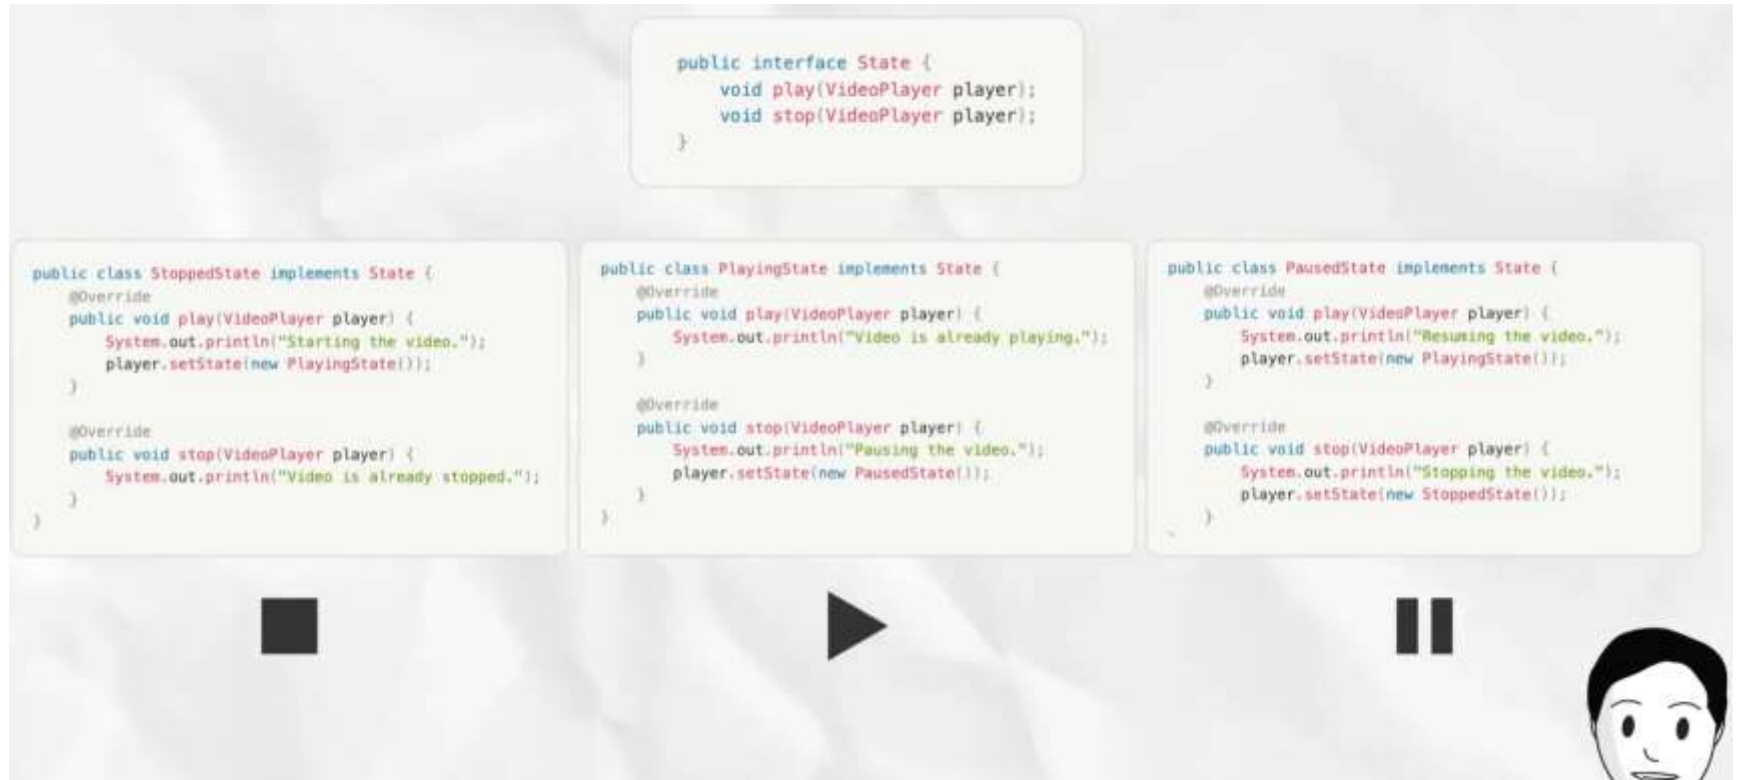 public interface State {
    void play(VideoPlayer player);
    void stop(VideoPlayer player);
}
public class StoppedState implements State {
    @Override
    public void play(VideoPlayer player) {
        System.out.println("Starting the video.");
        player.setState(new PlayingState());
    }
    @Override
    public void stop(VideoPlayer player) {
        System.out.println("Video is already stopped.");
    }
}
public class PlayingState implements State {
    @Override
    public void play(VideoPlayer player) {
        System.out.println("Video is already playing.");
    }
    @Override
    public void stop(VideoPlayer player) {
        System.out.println("Pausing the video.");
        player.setState(new PausedState());
    }
}
public class PausedState implements State {
    @Override
    public void play(VideoPlayer player) {
        System.out.println("Resuming the video.");
        player.setState(new PlayingState());
    }
    @Override
    public void stop(VideoPlayer player) {
        System.out.println("Stopping the video.");
        player.setState(new StoppedState());
    }